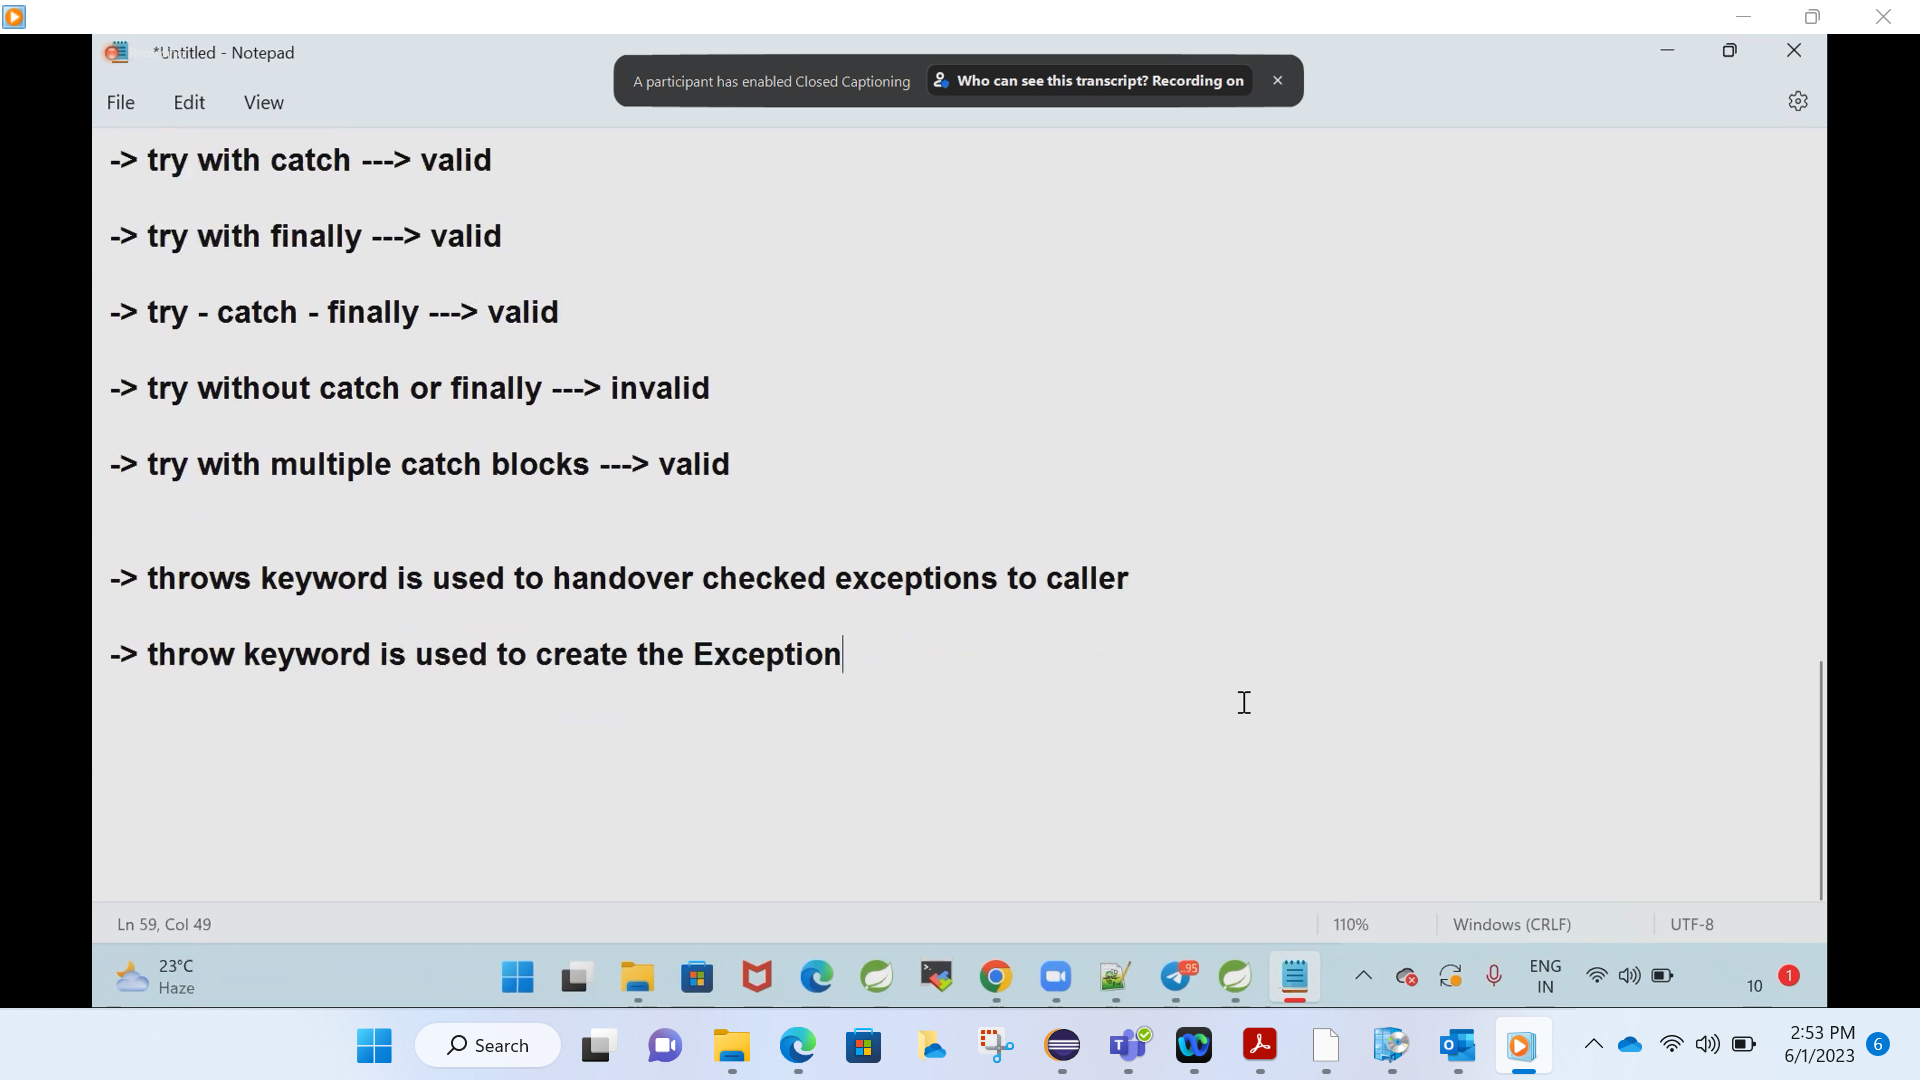 *Untitled - Notepad
A participant has enabled Closed Captioning
Who can see this transcript? Recording on
File Edit View
-> try with catch ---> valid
-> try with finally ---> valid
-> try - catch - finally ---> valid
-> try without catch or finally ---> invalid
-> try with multiple catch blocks ---> valid
-> throws keyword is used to handover checked exceptions to caller
-> throw keyword is used to create the Exception
Ln 59, Col 49
110%
Windows (CRLF)
UTF-8
23°C
Haze
.95
ENG
IN
10
1
Search
2:53 PM
6/1/2023
6